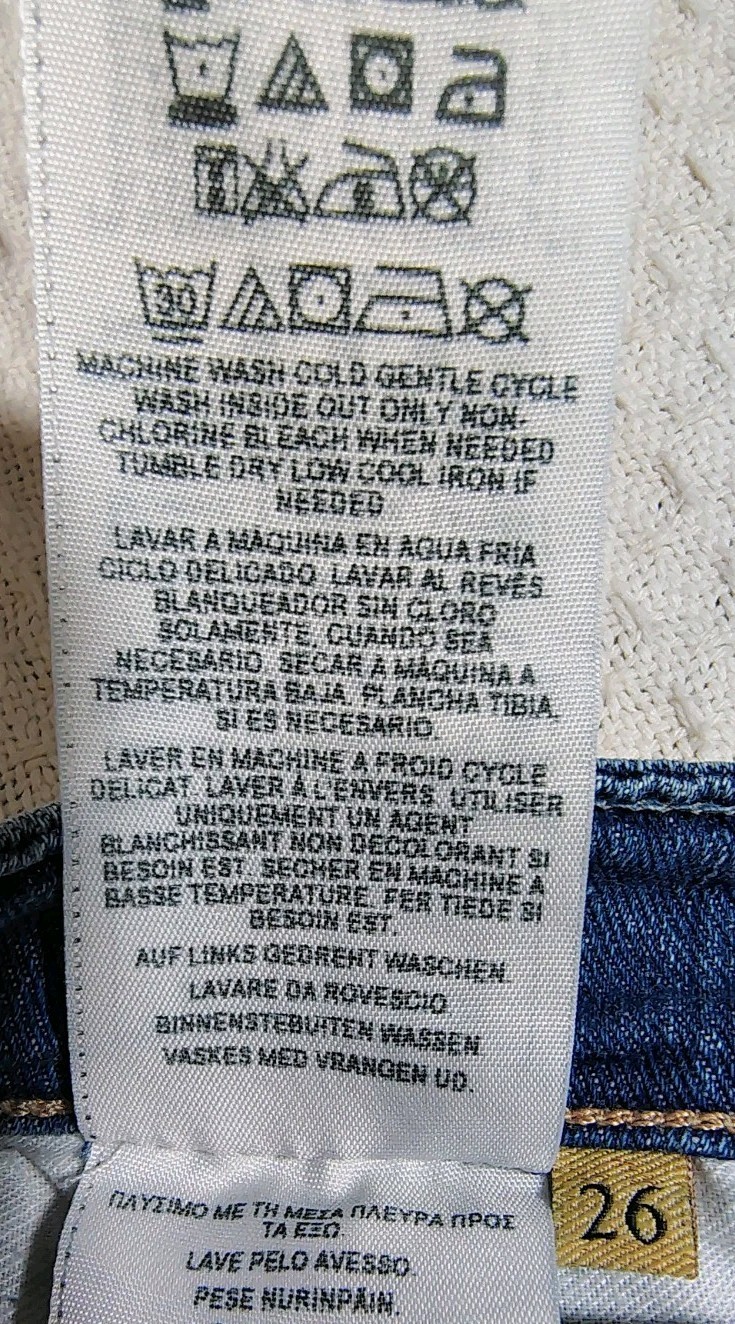 30
MACHINE WASH COLD GENTLE CYCLE
WASH INSIDE OUT ONLY NON-
CHLORINE BLEACH WHEN NEEDED
TUMBLE DRY LOW COOL IRON IF
NEEDED
LAVAR A MÁQUINA EN AGUA FRÍA
CICLO DELICADO. LAVAR AL REVÉS.
BLANQUEADOR SIN CLORO
SOLAMENTE, CUANDO SEA
NECESARIO. SECAR A MÁQUINA A
TEMPERATURA BAJA. PLANCHA TIBIA,
SI ES NECESARIO.
LAVER EN MACHINE A FROID CYCLE
DELICAT. LAVER À L'ENVERS. UTILISER
UNIQUEMENT UN AGENT
BLANCHISSANT NON DECOLORANT SI
BESOIN EST. SECHER EN MACHINE A
BASSE TEMPERATURE. FER TIEDE SI
BESOIN EST.
AUF LINKS GEDREHT WASCHEN.
LAVARE DA ROVESCIO
BINNENSTEBUITEN WASSEN
VASKES MED VRANGEN UD.
ΠΛΥΣΙΜΟ ΜΕ ΤΗ ΜΕΣΑ ΠΛΕΥΡΑ ΠΡΟΣ
ΤΑ ΕΞΩ.
LAVE PELO AVESSO.
PESE NURINPÄIN.
26